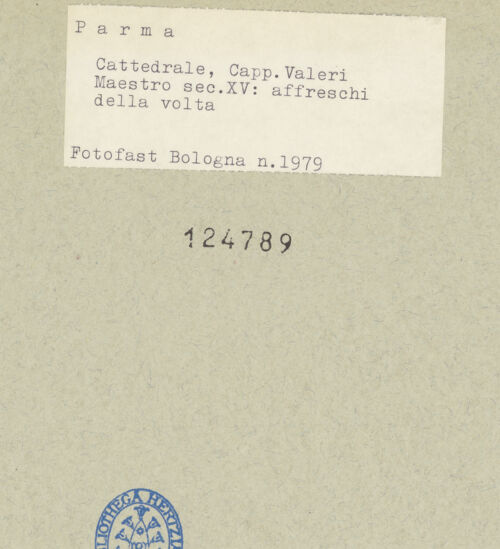 P a r m a
Cattedrale, Capp.Valeri
Maestro sec.XV: affreschi
della volta
Fotofast Bologna n.1979
124789